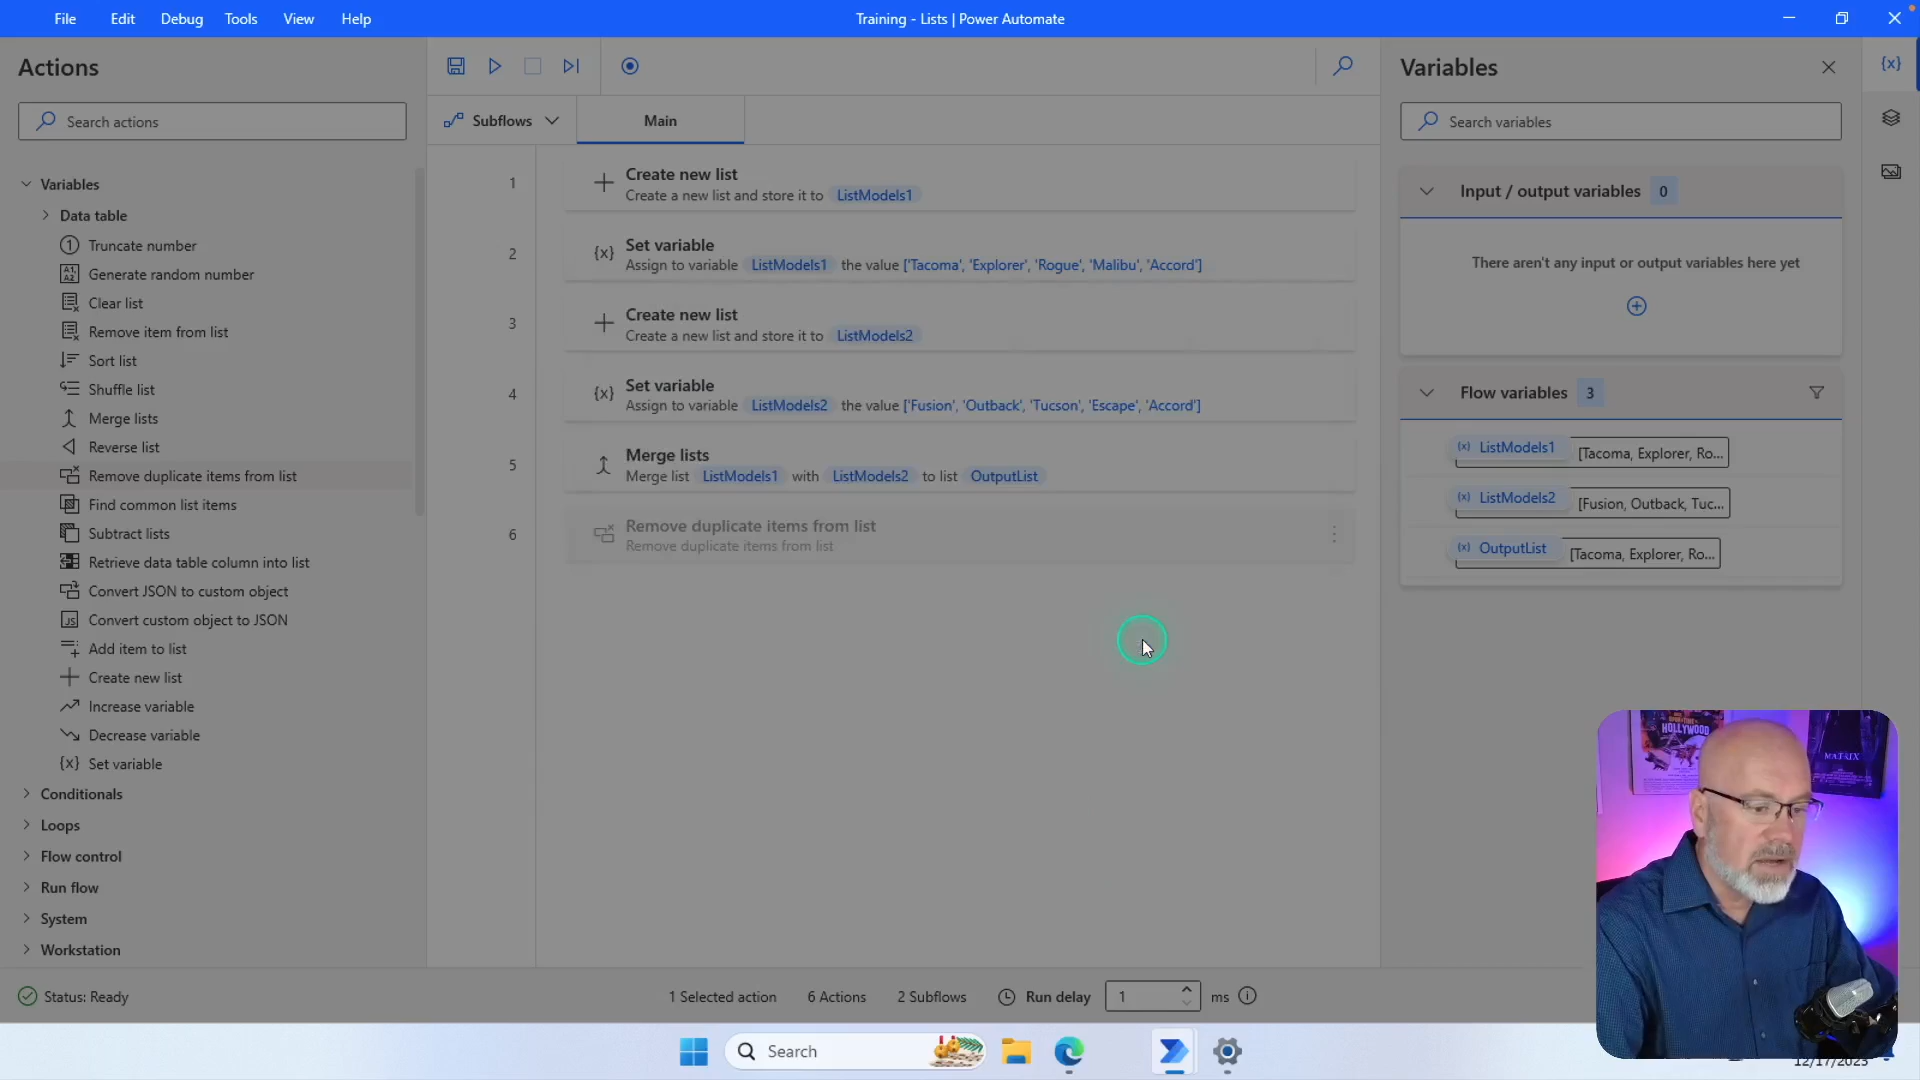 File Edit Debug Tools View Help
Training - Lists | Power Automate
Actions
Search actions
Variables
Data table
Truncate number
Generate random number
Clear list
Remove item from list
Sort list
Shuffle list
Merge lists
Reverse list
Remove duplicate items from list
Find common list items
Subtract lists
Retrieve data table column into list
Convert JSON to custom object
Convert custom object to JSON
Add item to list
Create new list
Increase variable
Decrease variable
Set variable
Conditionals
Loops
Flow control
Run flow
System
Workstation
Subflows
Main
1
Create new list
Create a new list and store it to ListModels1
2
Set variable
Assign to variable ListModels1 the value ['Tacoma', 'Explorer', 'Rogue', 'Malibu', 'Accord']
3
Create new list
Create a new list and store it to ListModels2
4
Set variable
Assign to variable ListModels2 the value ['Fusion', 'Outback', 'Tucson', 'Escape', 'Accord']
5
Merge lists
Merge list ListModels1 with ListModels2 to list OutputList
6
Remove duplicate items from list
Remove duplicate items from list
Variables
{x}
Search variables
Input / output variables 0
There aren't any input or output variables here yet
Flow variables 3
ListModels1 [Tacoma, Explorer, Ro...
ListModels2 [Fusion, Outback, Tuc...
OutputList [Tacoma, Explorer, Ro...
HOLLYWOOD
MATRIX
Status: Ready
1 Selected action 6 Actions 2 Subflows Run delay 1 ms
Search
12/17/2023